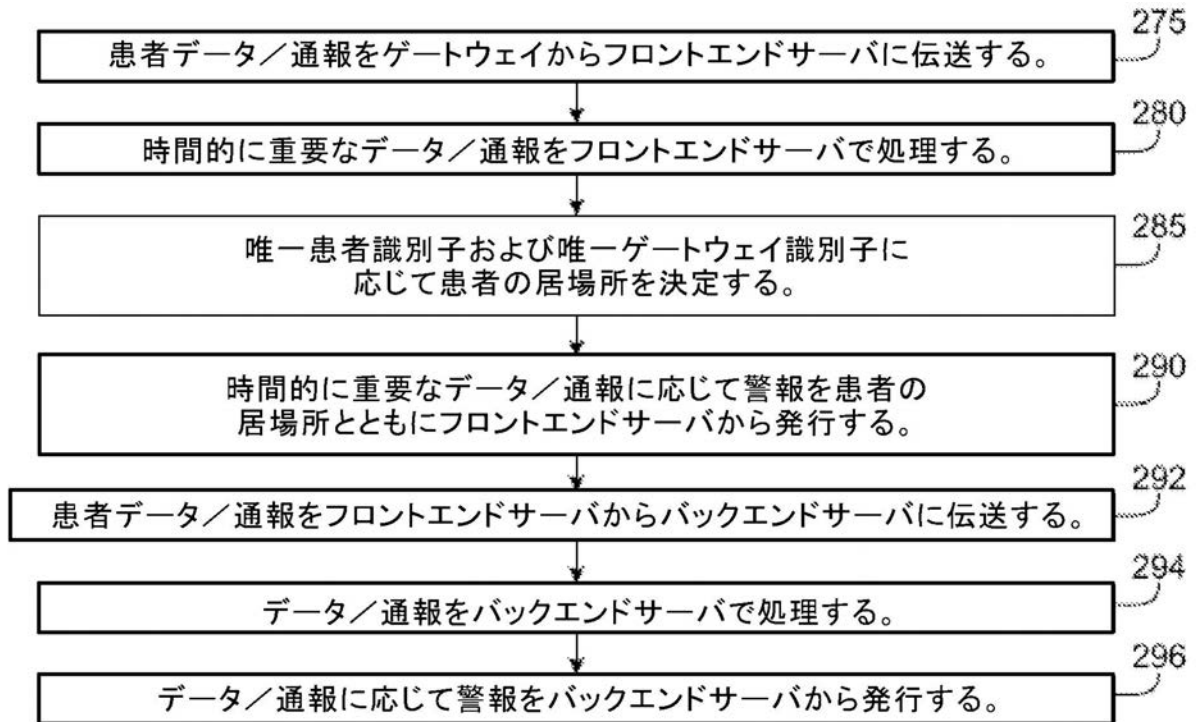 275
患者データ／通報をゲートウェイからフロントエンドサーバに伝送する。
280
時間的に重要なデータ／通報をフロントエンドサーバで処理する。
285
唯一患者識別子および唯一ゲートウェイ識別子に
応じて患者の居場所を決定する。
290
時間的に重要なデータ／通報に応じて警報を患者の
居場所とともにフロントエンドサーバから発行する。
292
患者データ／通報をフロントエンドサーバからバックエンドサーバに伝送する。
294
データ／通報をバックエンドサーバで処理する。
296
データ／通報に応じて警報をバックエンドサーバから発行する。